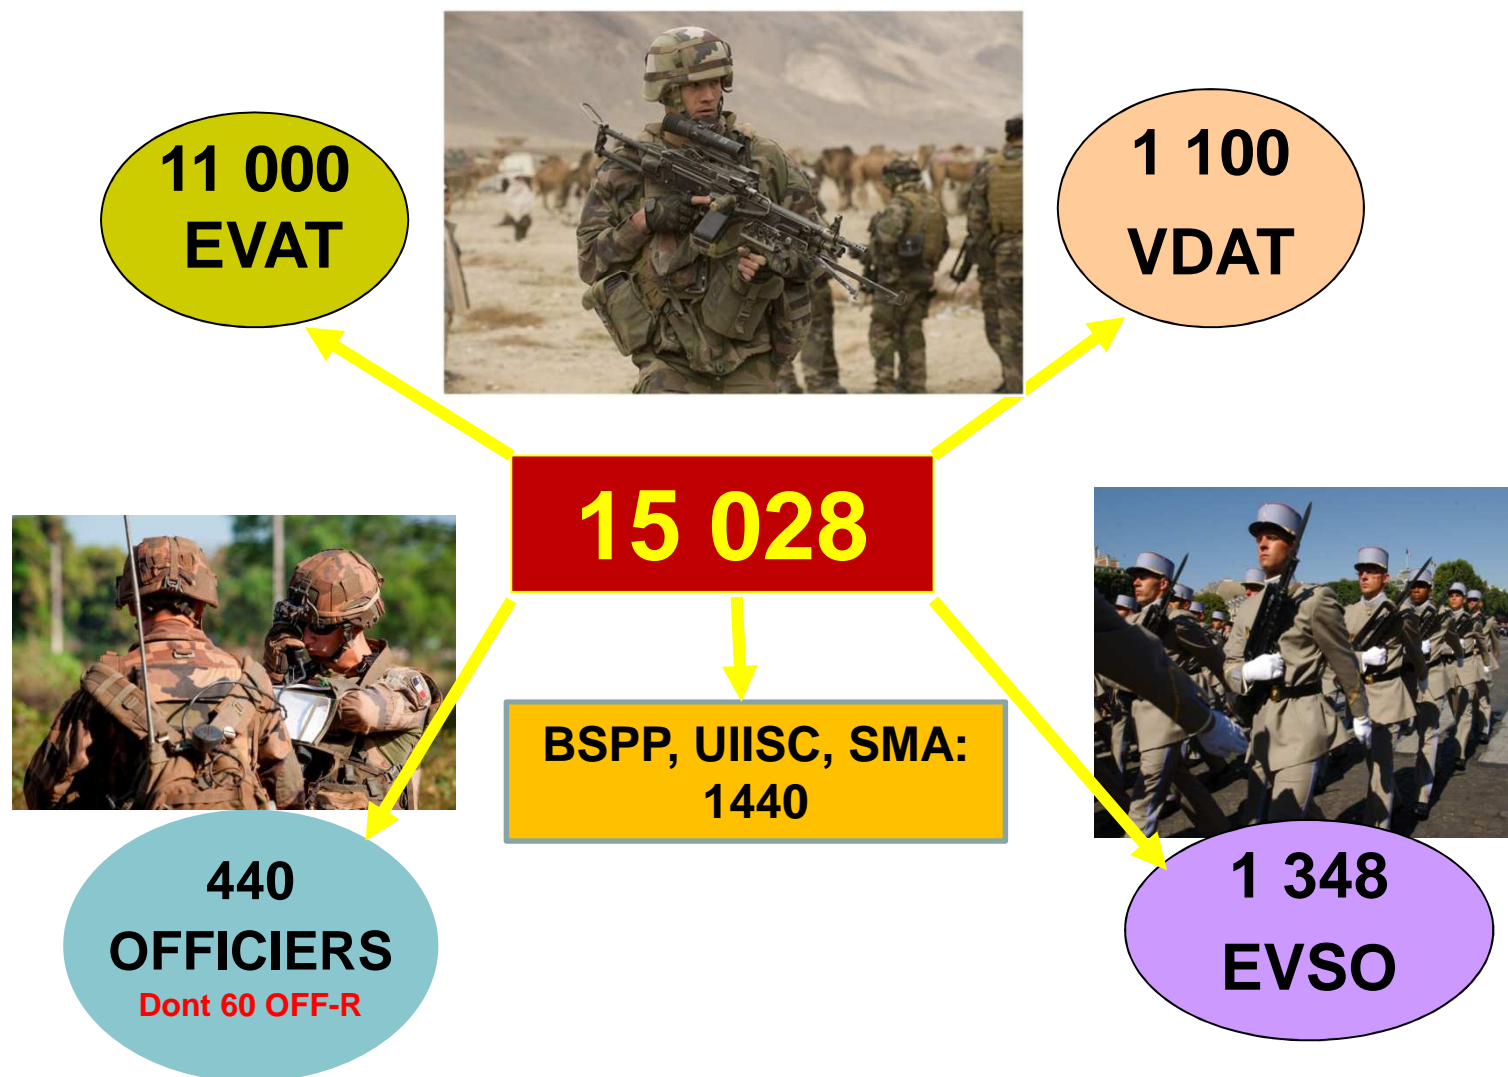 11 000
EVAT
1 100
VDAT
15 028
BSPP, UIISC, SMA:
1440
440
OFFICIERS
Dont 60 OFF-R
1 348
EVSO